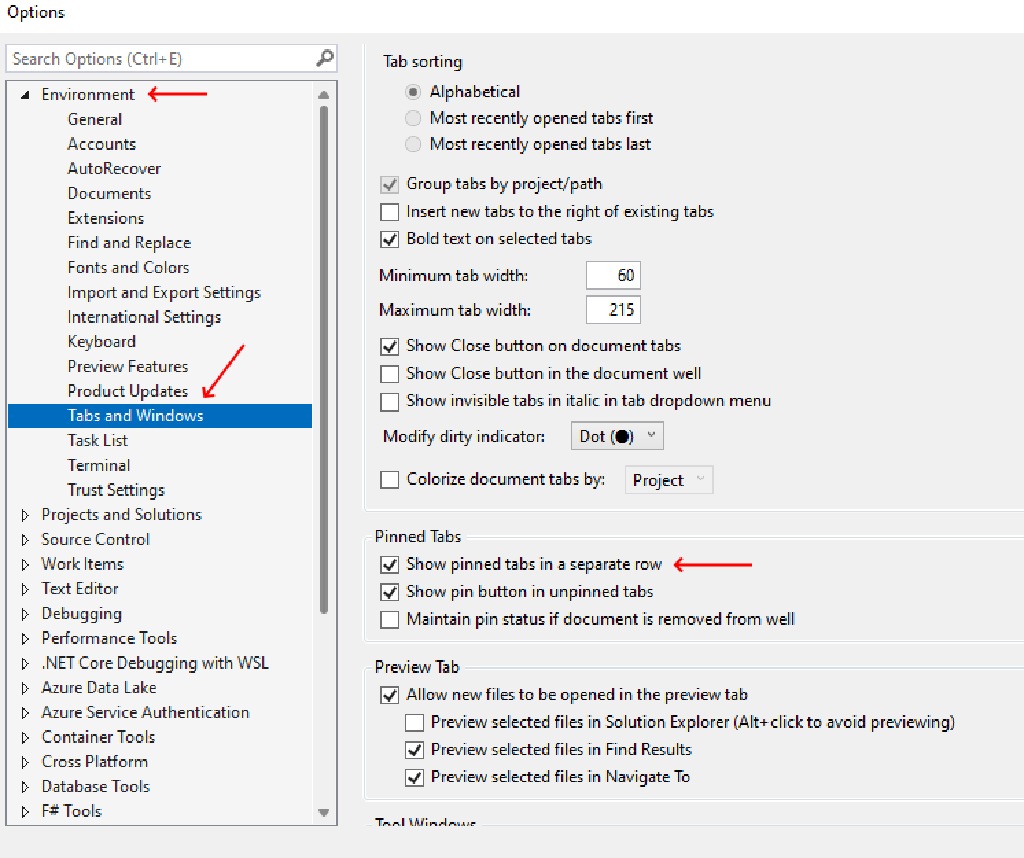 Options
Search Options (Ctrl+E)
Environment
General
Accounts
AutoRecover
Documents
Extensions
Find and Replace
Fonts and Colors
Import and Export Settings
International Settings
Keyboard
Preview Features
Product Updates
Tabs and Windows
Task List
Terminal
Trust Settings
Projects and Solutions
Source Control
Work Items
Text Editor
Debugging
Performance Tools
.NET Core Debugging with WSL
Azure Data Lake
Azure Service Authentication
Container Tools
Cross Platform
Database Tools
F# Tools
Tab sorting
Alphabetical
Most recently opened tabs first
Most recently opened tabs last
Group tabs by project/path
Insert new tabs to the right of existing tabs
Bold text on selected tabs
Minimum tab width: 60
Maximum tab width: 215
Show Close button on document tabs
Show Close button in the document well
Show invisible tabs in italic in tab dropdown menu
Modify dirty indicator: Dot (●)
Colorize document tabs by: Project
Pinned Tabs
Show pinned tabs in a separate row
Show pin button in unpinned tabs
Maintain pin status if document is removed from well
Preview Tab
Allow new files to be opened in the preview tab
Preview selected files in Solution Explorer (Alt+click to avoid previewing)
Preview selected files in Find Results
Preview selected files in Navigate To
Tool Windows